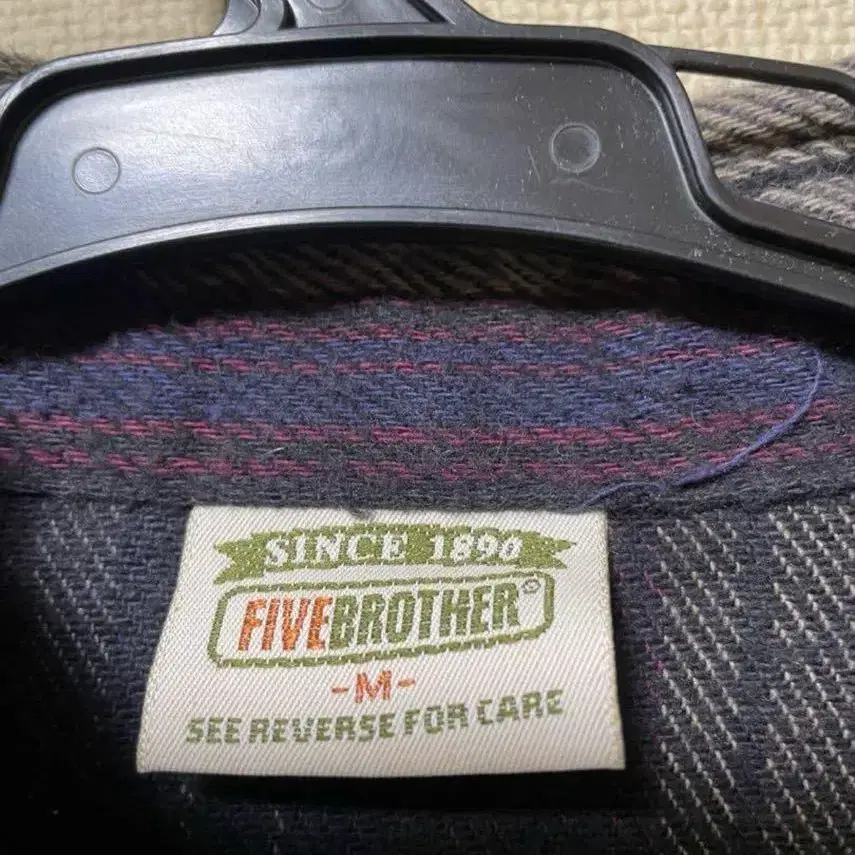 SINCE 1890
FIVEBROTHER®
-M-
SEE REVERSE FOR CARE